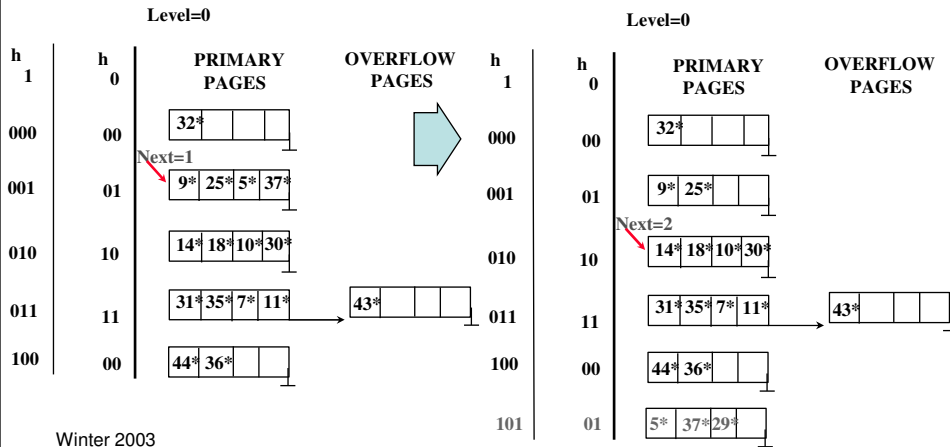 Level=0
h
1
h
0
PRIMARY
PAGES
OVERFLOW
PAGES
000
00
32*
Next=1
001
01
9* 25* 5* 37*
010
10
14* 18* 10* 30*
011
11
31* 35* 7* 11*
43*
100
00
44* 36*
Winter 2003
Level=0
h
1
h
0
PRIMARY
PAGES
OVERFLOW
PAGES
000
00
32*
001
01
9* 25*
Next=2
010
10
14* 18* 10* 30*
011
11
31* 35* 7* 11*
43*
100
00
44* 36*
101
01
5* 37* 29*